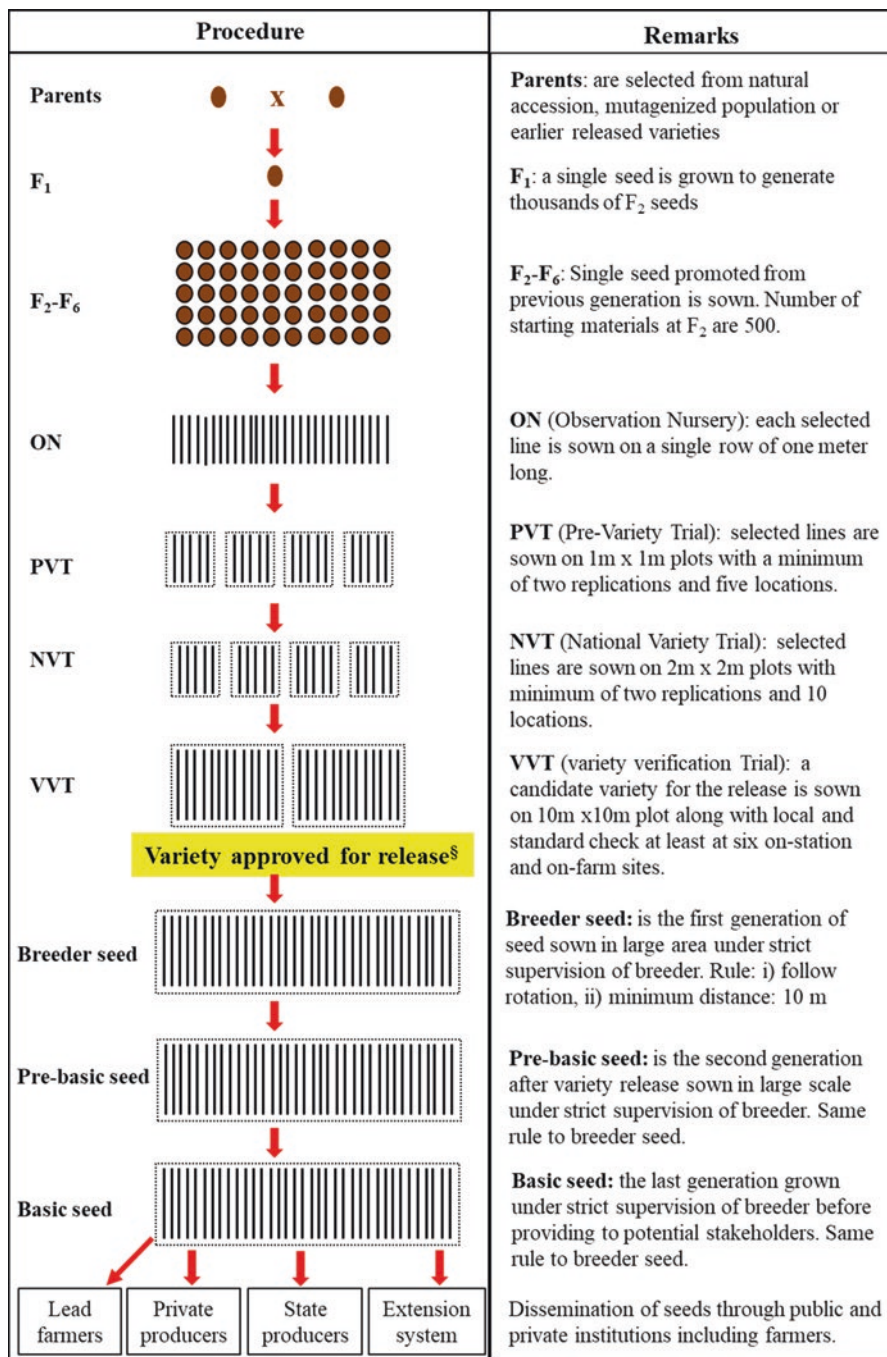 Procedure
Remarks
Parents
x
Parents: are selected from natural
accession, mutagenized population or
earlier released varieties
F1
F1: a single seed is grown to generate
thousands of F2 seeds
F2-F6
F2-F6: Single seed promoted from
previous generation is sown. Number of
starting materials at F2 are 500.
ON
ON (Observation Nursery): each selected
line is sown on a single row of one meter
long.
PVT
PVT (Pre-Variety Trial): selected lines are
sown on 1m x 1m plots with a minimum
of two replications and five locations.
NVT
NVT (National Variety Trial): selected
lines are sown on 2m x 2m plots with
minimum of two replications and 10
locations.
VVT
VVT (variety verification Trial): a
candidate variety for the release is sown
on 10m x10m plot along with local and
standard check at least at six on-station
and on-farm sites.
Variety approved for release§
Breeder seed
Breeder seed: is the first generation of
seed sown in large area under strict
supervision of breeder. Rule: i) follow
rotation, ii) minimum distance: 10 m
Pre-basic seed
Pre-basic seed: is the second generation
after variety release sown in large scale
under strict supervision of breeder. Same
rule to breeder seed.
Basic seed
Basic seed: the last generation grown
under strict supervision of breeder before
providing to potential stakeholders. Same
rule to breeder seed.
Lead
farmers
Private
producers
State
producers
Extension
system
Dissemination of seeds through public and
private institutions including farmers.